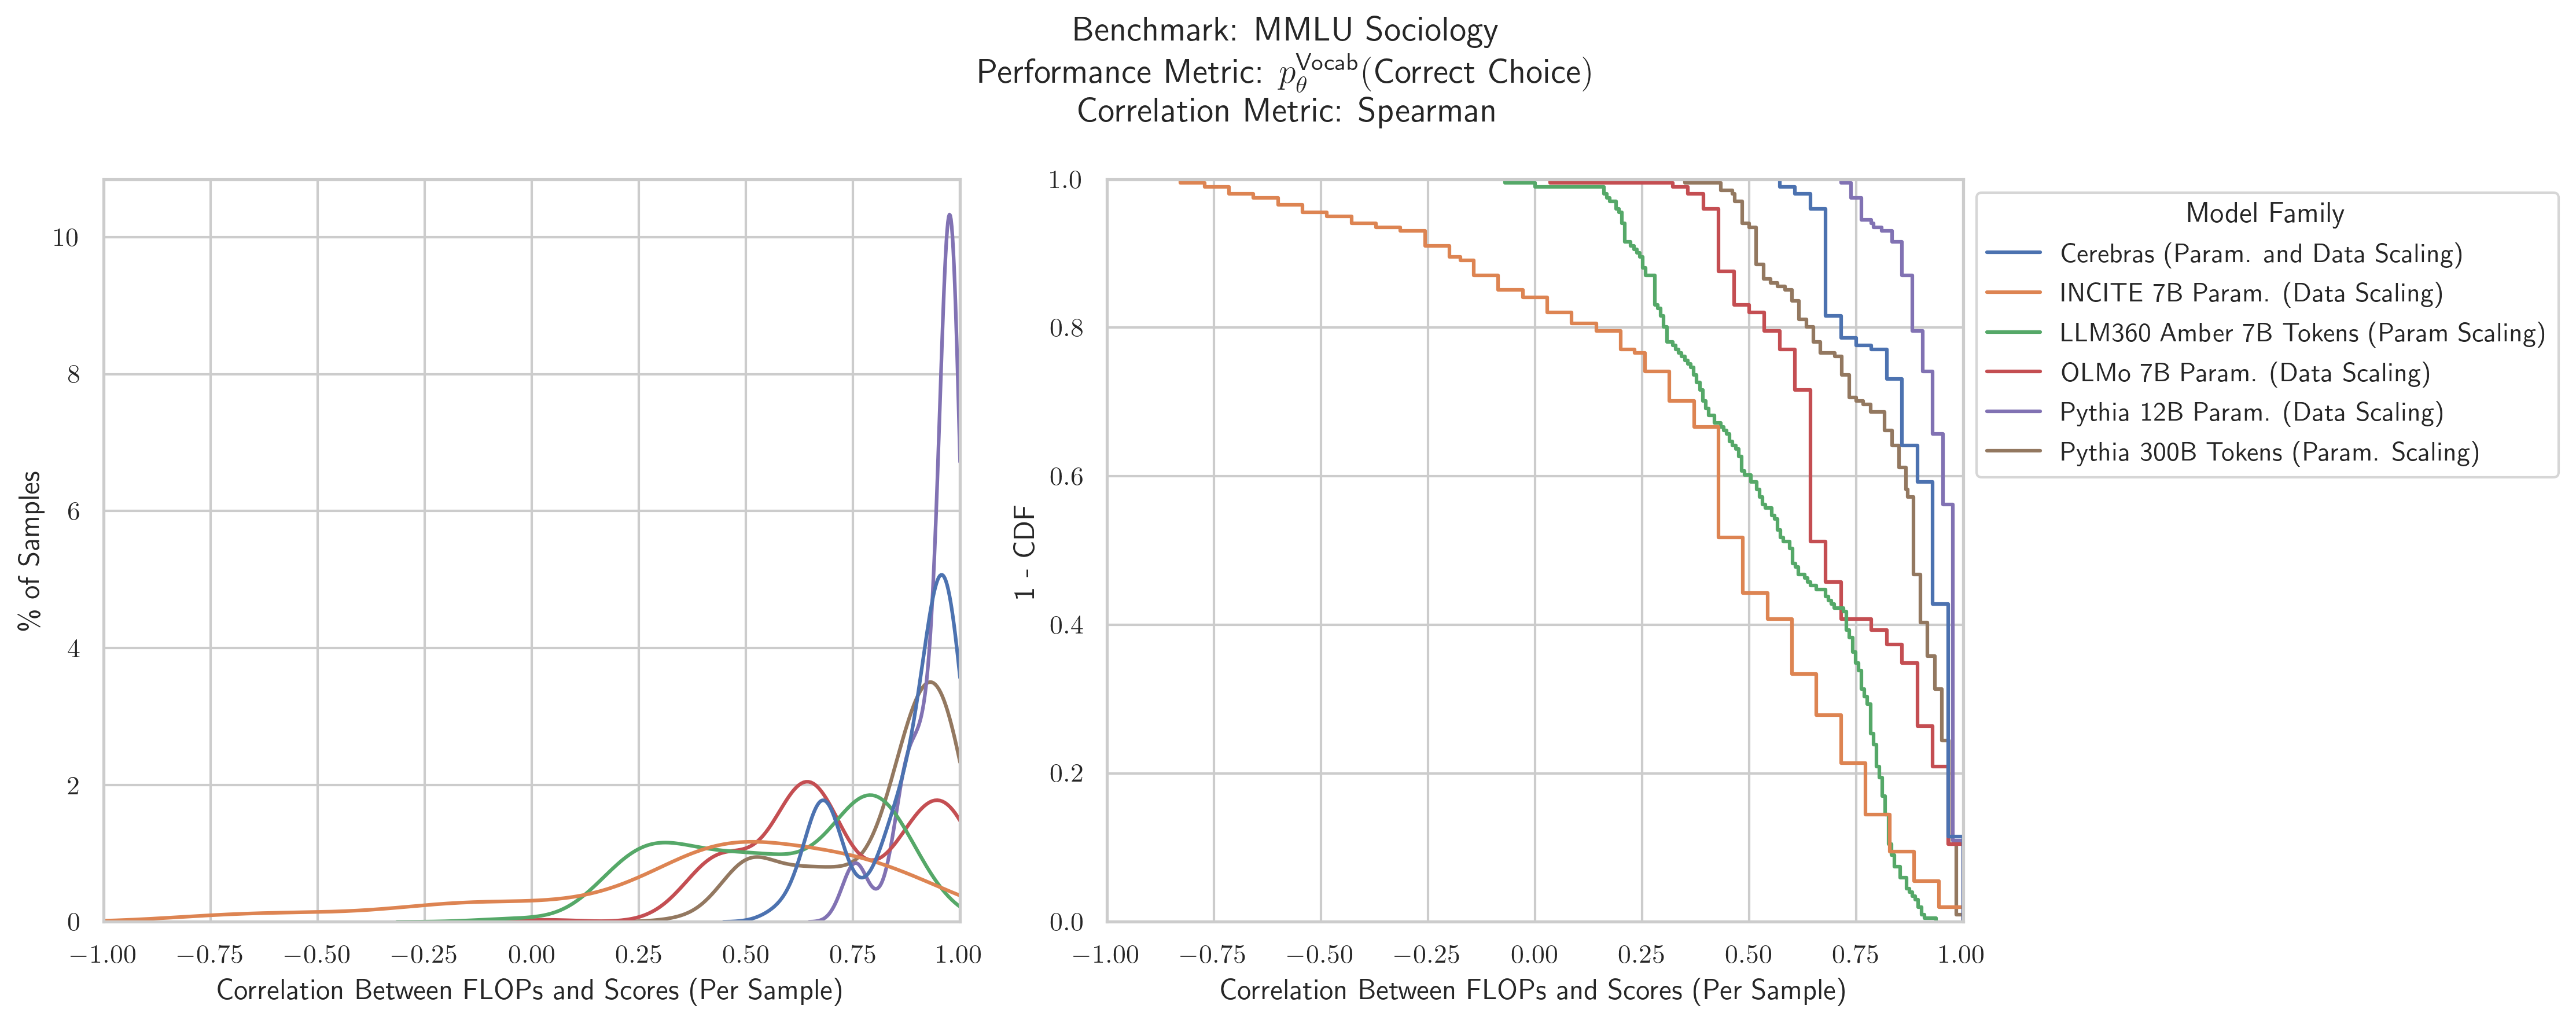 Benchmark: MMLU Sociology
Performance Metric: $p_\theta^{\text{Vocab}}$(Correct Choice)
Correlation Metric: Spearman
% of Samples
10
8
6
4
2
0
−1.00 −0.75 −0.50 −0.25 0.00 0.25 0.50 0.75 1.00
Correlation Between FLOPs and Scores (Per Sample)
1 - CDF
1.0
0.8
0.6
0.4
0.2
0.0
−1.00 −0.75 −0.50 −0.25 0.00 0.25 0.50 0.75 1.00
Correlation Between FLOPs and Scores (Per Sample)
Model Family
Cerebras (Param. and Data Scaling)
INCITE 7B Param. (Data Scaling)
LLM360 Amber 7B Tokens (Param Scaling)
OLMo 7B Param. (Data Scaling)
Pythia 12B Param. (Data Scaling)
Pythia 300B Tokens (Param. Scaling)